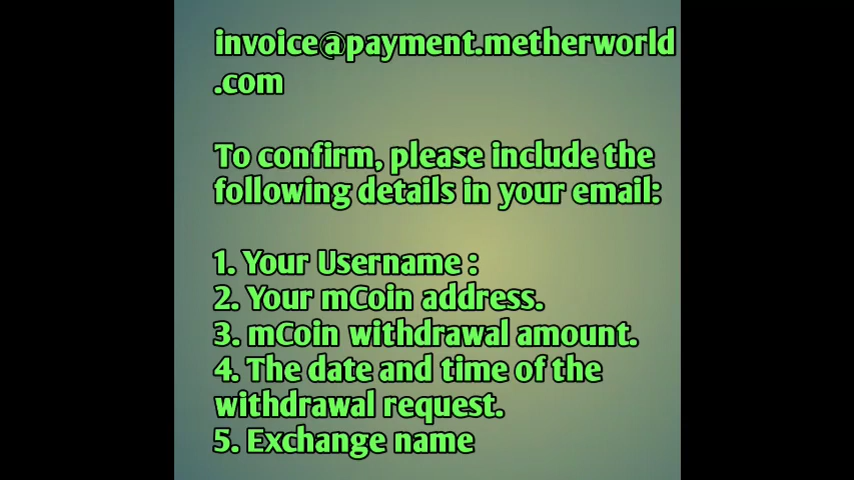 invoice@payment.metherworld
.com
To confirm, please include the
following details in your email:
1. Your Username :
2. Your mCoin address.
3. mCoin withdrawal amount.
4. The date and time of the
withdrawal request.
5. Exchange name